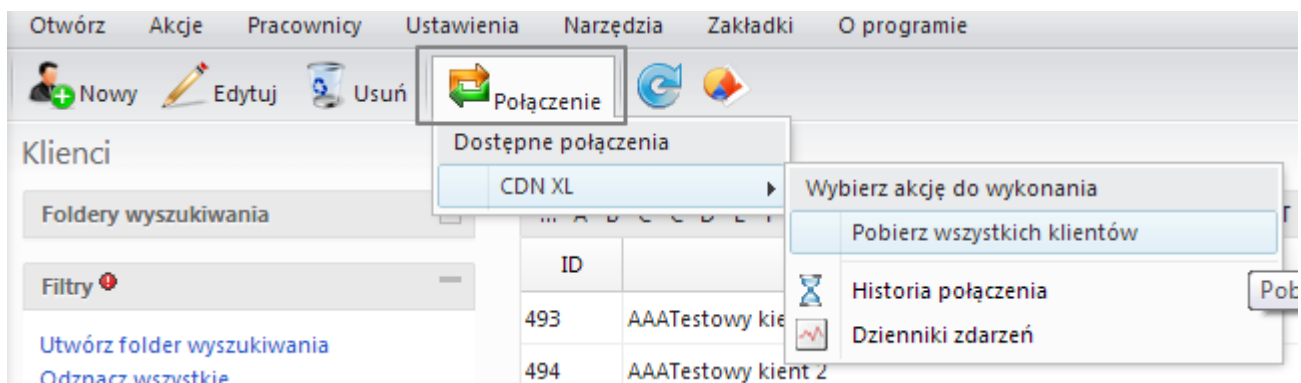 Otwórz Akcje Pracownicy Ustawienia Narzędzia Zakładki O programie
Nowy Edytuj Usuń Połączenie
Klienci
Dostępne połączenia
CDN XL
Wybierz akcję do wykonania
Pobierz wszystkich klientów
Historia połączenia
Dzienniki zdarzeń
Foldery wyszukiwania
Filtry
Utwórz folder wyszukiwania
Odznacz wszystkie
ID
493 AAATestowy kie
494 AAATestowy kient 2
Pob